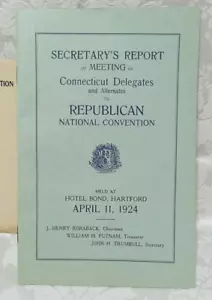 SECRETARY'S REPORT
OF MEETING OF
Connecticut Delegates
and Alternates
TO
REPUBLICAN
NATIONAL CONVENTION
HELD AT
HOTEL BOND, HARTFORD
APRIL 11, 1924
J. HENRY RORABACK, Chairman
WILLIAM H. PUTNAM, Treasurer
JOHN H. TRUMBULL, Secretary
TION